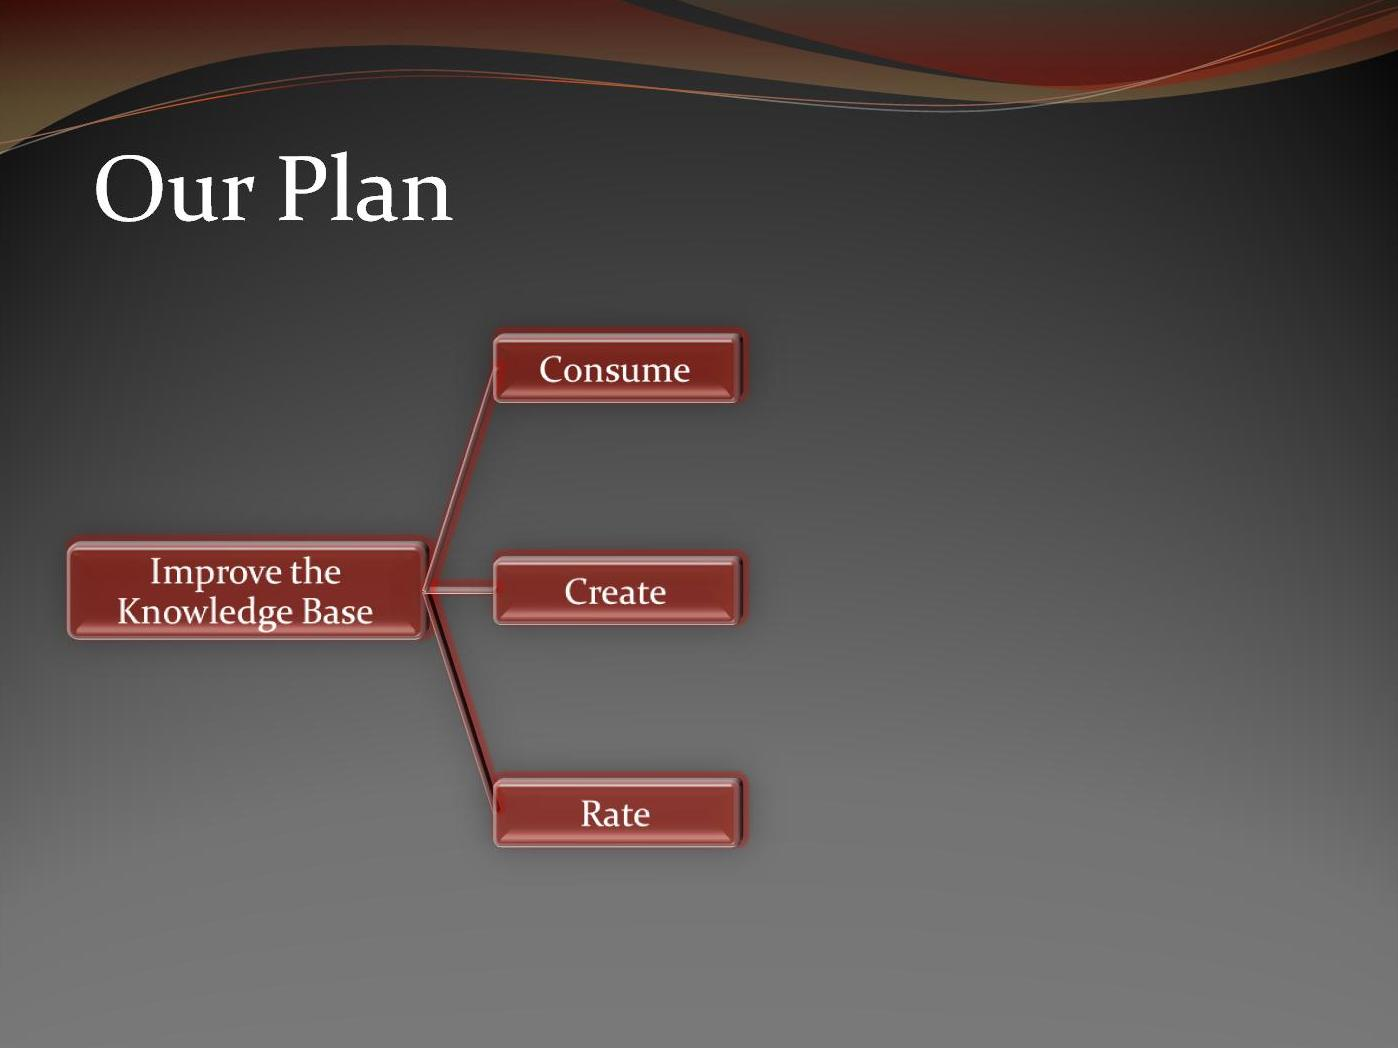 Our Plan
Consume
Improve the
Knowledge Base
Create
Rate